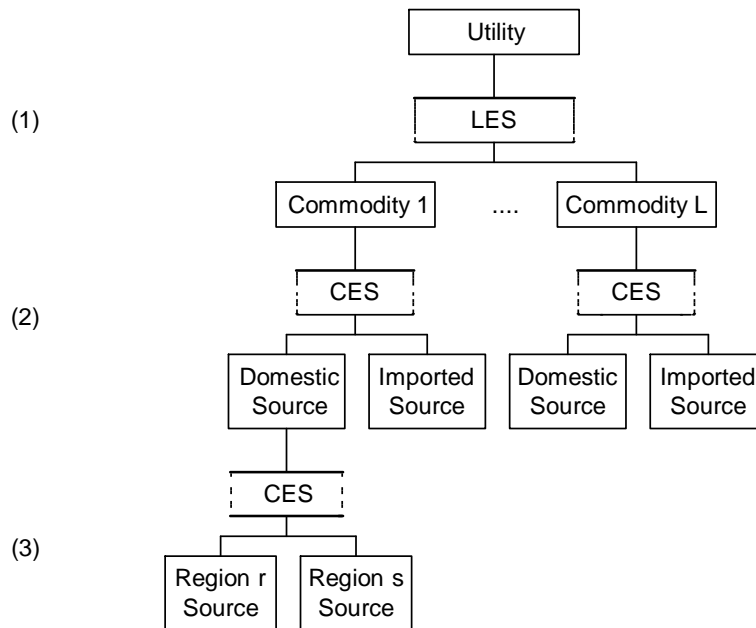 Utility
(1)
LES
Commodity 1
....
Commodity L
CES
CES
(2)
Domestic
Source
Imported
Source
Domestic
Source
Imported
Source
CES
(3)
Region r
Source
Region s
Source